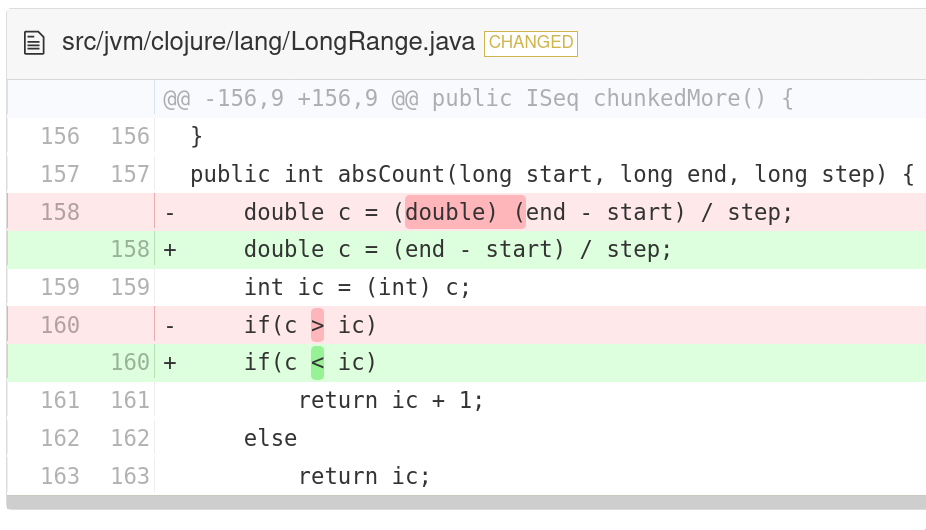 src/jvm/clojure/lang/LongRange.java CHANGED
@@ -156,9 +156,9 @@ public ISeq chunkedMore() {
156 156 }
157 157 public int absCount(long start, long end, long step) {
158 - double c = (double) (end - start) / step;
158 + double c = (end - start) / step;
159 159 int ic = (int) c;
160 - if(c > ic)
160 + if(c < ic)
161 161 return ic + 1;
162 162 else
163 163 return ic;